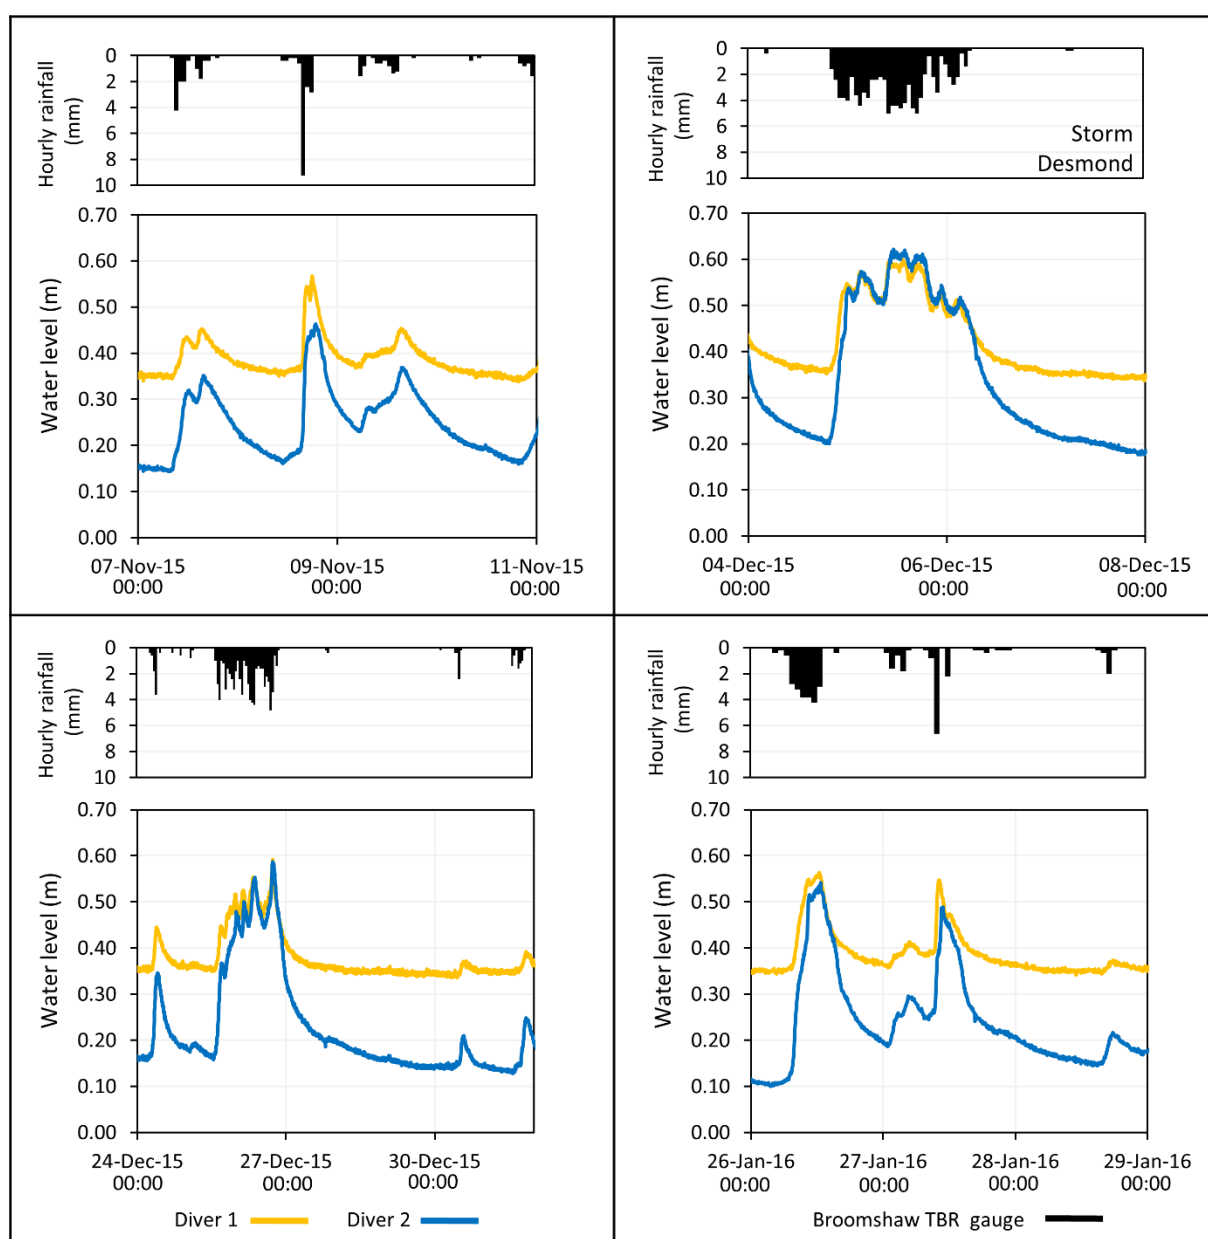 Hourly rainfall
(mm)
0
2
4
6
8
10
Water level (m)
0.70
0.60
0.50
0.40
0.30
0.20
0.10
0.00
07-Nov-15 09-Nov-15 11-Nov-15
00:00 00:00 00:00
Hourly rainfall
(mm)
0
2
4
6
8
10
Storm
Desmond
Water level (m)
0.70
0.60
0.50
0.40
0.30
0.20
0.10
0.00
04-Dec-15 06-Dec-15 08-Dec-15
00:00 00:00 00:00
Hourly rainfall
(mm)
0
2
4
6
8
10
Water level (m)
0.70
0.60
0.50
0.40
0.30
0.20
0.10
0.00
24-Dec-15 27-Dec-15 30-Dec-15
00:00 00:00 00:00
Hourly rainfall
(mm)
0
2
4
6
8
10
Water level (m)
0.70
0.60
0.50
0.40
0.30
0.20
0.10
0.00
26-Jan-16 27-Jan-16 28-Jan-16 29-Jan-16
00:00 00:00 00:00 00:00
Diver 1 Diver 2 Broomshaw TBR gauge